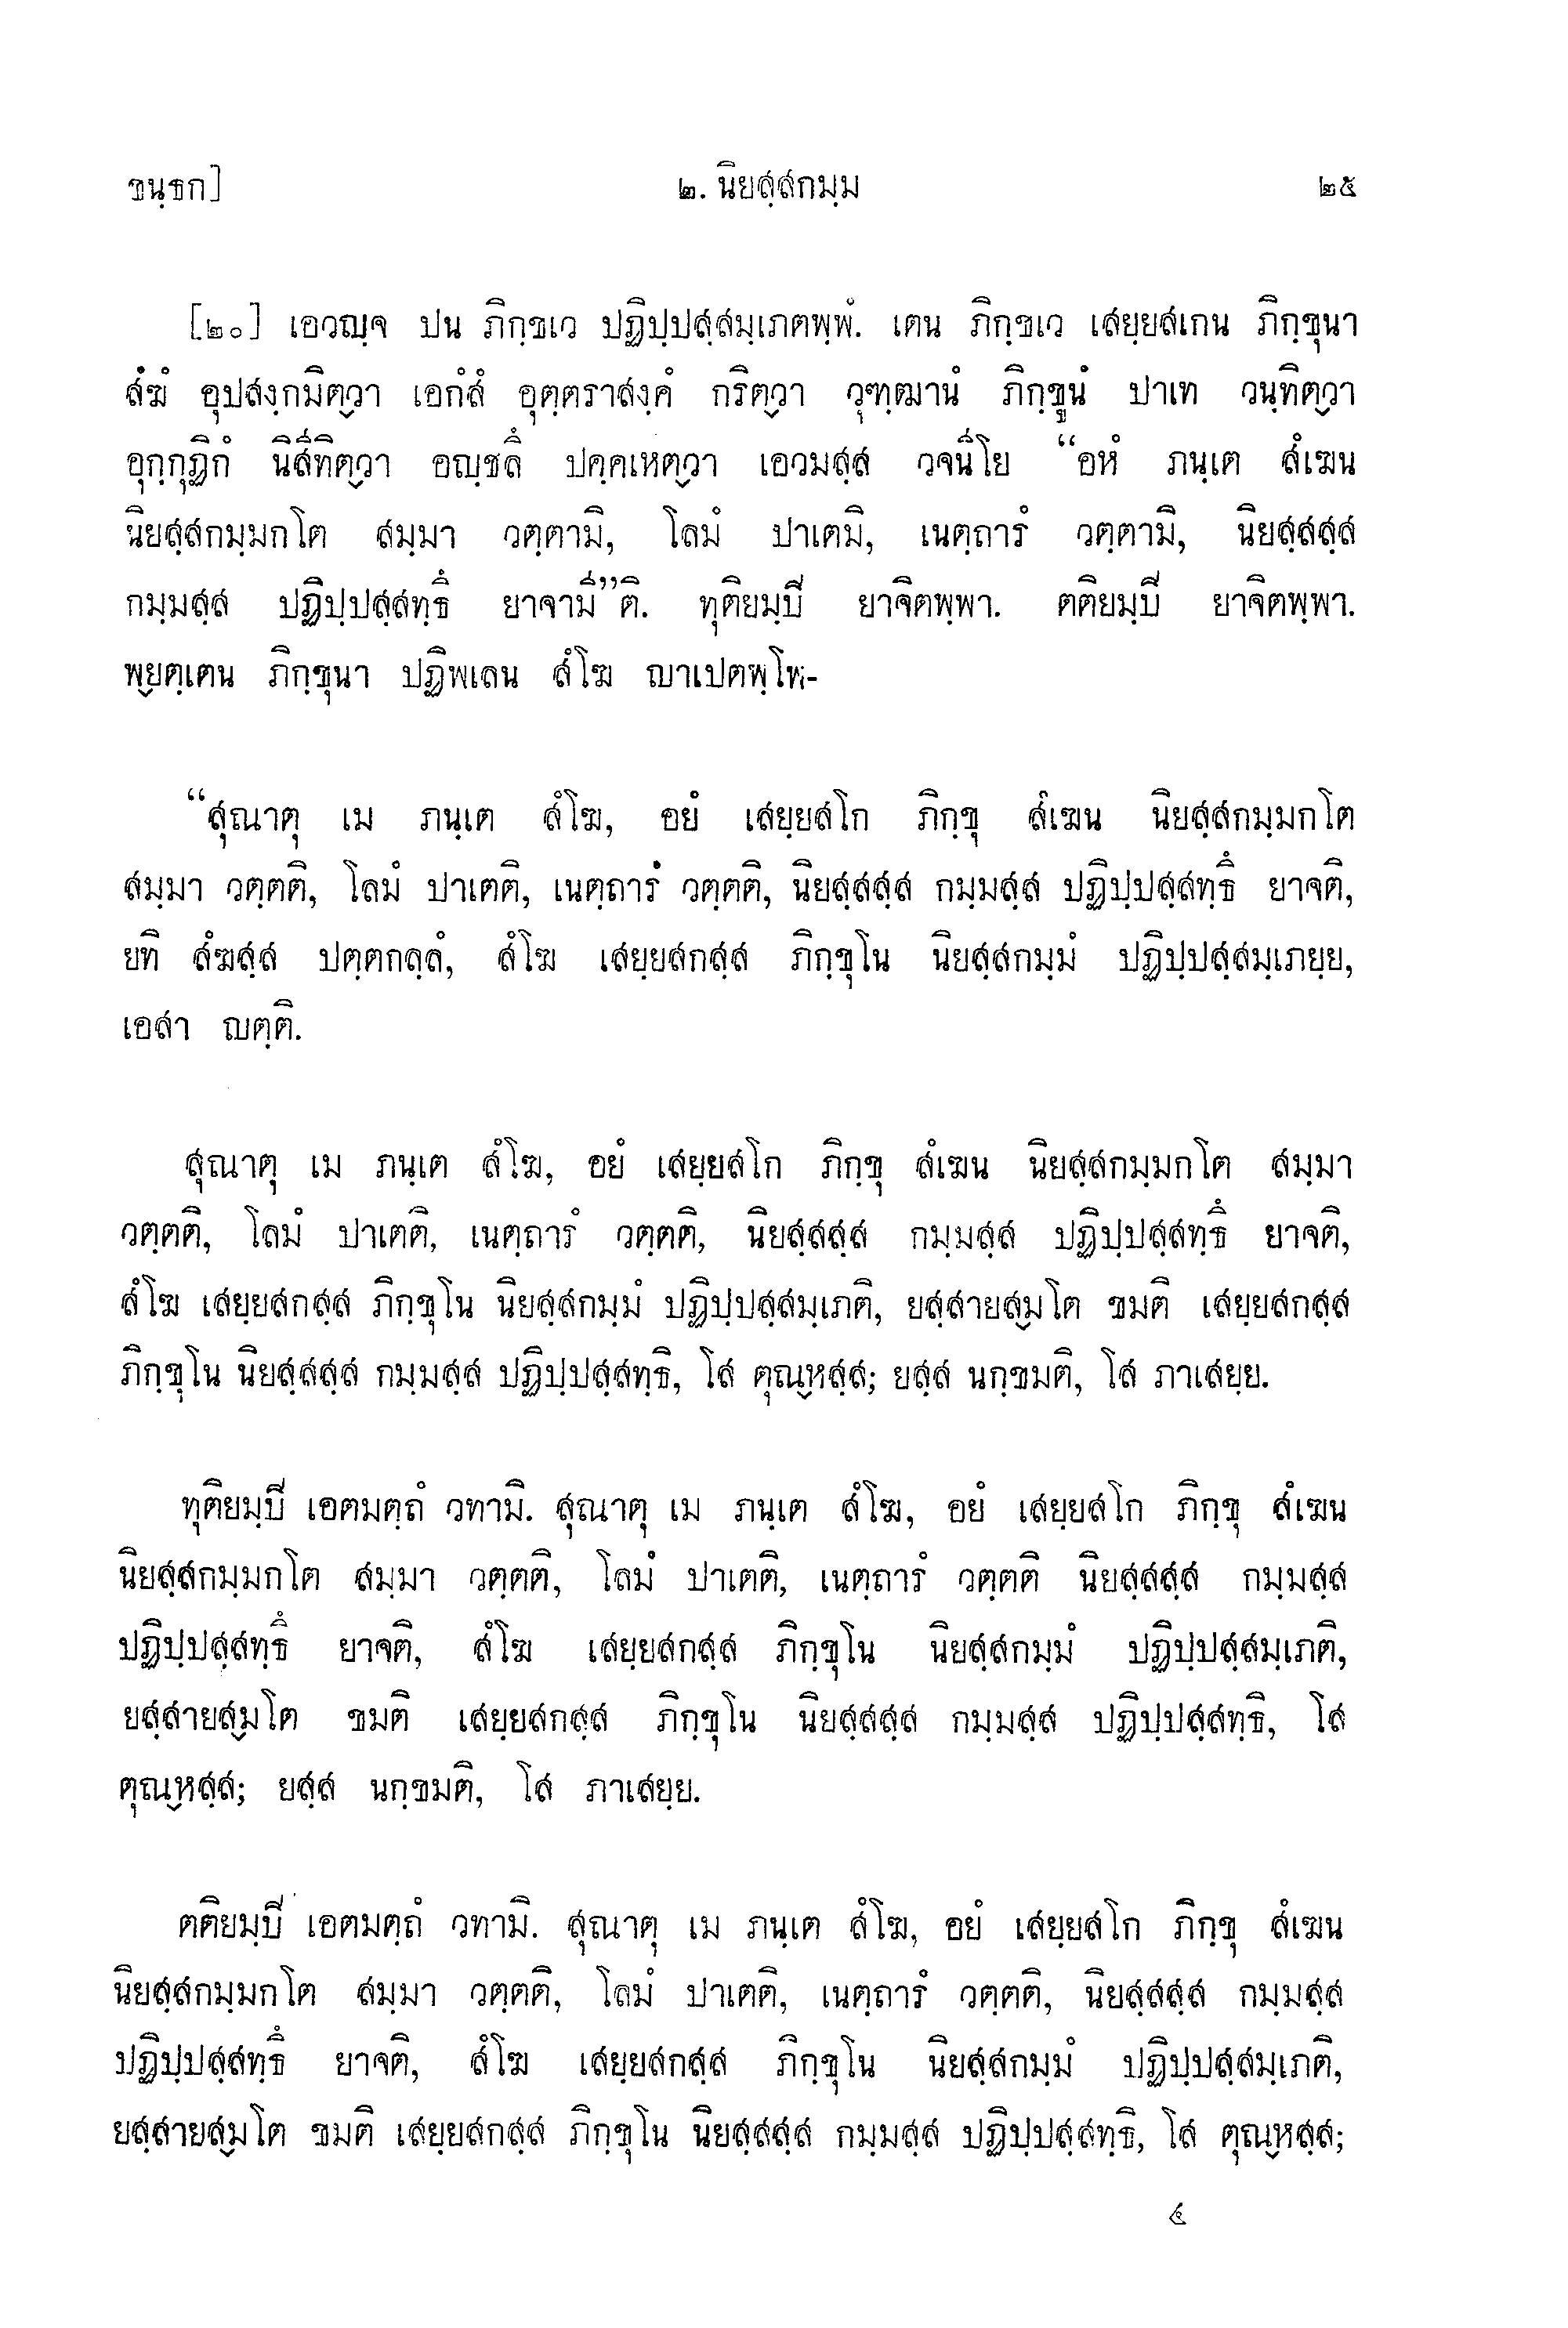 ขนฺธก]
๒. นิยสฺสกมฺม
๒๕
[๒๐] เอวญฺจ ปน ภิกฺขเว ปฏิปฺปสฺสมฺเภตพฺพํ. เตน ภิกฺขเว เสยฺยสเกน ภิกฺขุนา
สํฆํ อุปสงฺกมิตฺวา เอกํสํ อุตฺตราสงฺคํ กริตฺวา วุฑฺฒานํ ภิกฺขูนํ ปาเท วนฺทิตฺวา
อุกฺกุฏิกํ นิสีทิตฺวา อญฺชลึ ปคฺคเหตฺวา เอวมสฺส วจนีโย “อหํ ภนฺเต สํเฆน
นิยสฺสกมฺมกโต สมฺมา วตฺตามิ, โลมํ ปาเตมิ, เนตฺถารํ วตฺตามิ, นิยสฺสสฺส
กมฺมสฺส ปฏิปฺปสฺสทฺธึ ยาจามี”ติ. ทุติยมฺปิ ยาจิตพฺพา. ตติยมฺปิ ยาจิตพฺพา.
พฺยตฺเตน ภิกฺขุนา ปฏิพเลน สํโฆ ญาเปตพฺโพ-
“สุณาตุ เม ภนฺเต สํโฆ, อยํ เสยฺยสโก ภิกฺขุ สํเฆน นิยสฺสกมฺมกโต
สมฺมา วตฺตติ, โลมํ ปาเตติ, เนตฺถารํ วตฺตติ, นิยสฺสสฺส กมฺมสฺส ปฏิปฺปสฺสทฺธึ ยาจติ,
ยทิ สํฆสฺส ปตฺตกลฺลํ, สํโฆ เสยฺยสกสฺส ภิกฺขุโน นิยสฺสกมฺมํ ปฏิปฺปสฺสมฺเภยฺย,
เอสา ญตฺติ.
สุณาตุ เม ภนฺเต สํโฆ, อยํ เสยฺยสโก ภิกฺขุ สํเฆน นิยสฺสกมฺมกโต สมฺมา
วตฺตติ, โลมํ ปาเตติ, เนตฺถารํ วตฺตติ, นิยสฺสสฺส กมฺมสฺส ปฏิปฺปสฺสทฺธึ ยาจติ,
สํโฆ เสยฺยสกสฺส ภิกฺขุโน นิยสฺสกมฺมํ ปฏิปฺปสฺสมฺเภติ, ยสฺสายสฺมโต ขมติ เสยฺยสกสฺส
ภิกฺขุโน นิยสฺสสฺส กมฺมสฺส ปฏิปฺปสฺสทฺธิ, โส ตุณฺหสฺส; ยสฺส นกฺขมติ, โส ภาเสยฺย.
ทุติยมฺปิ เอตมตฺถํ วทามิ. สุณาตุ เม ภนฺเต สํโฆ, อยํ เสยฺยสโก ภิกฺขุ สํเฆน
นิยสฺสกมฺมกโต สมฺมา วตฺตติ, โลมํ ปาเตติ, เนตฺถารํ วตฺตติ นิยสฺสสฺส กมฺมสฺส
ปฏิปฺปสฺสทฺธึ ยาจติ, สํโฆ เสยฺยสกสฺส ภิกฺขุโน นิยสฺสกมฺมํ ปฏิปฺปสฺสมฺเภติ,
ยสฺสายสฺมโต ขมติ เสยฺยสกสฺส ภิกฺขุโน นิยสฺสสฺส กมฺมสฺส ปฏิปฺปสฺสทฺธิ, โส
ตุณฺหสฺส; ยสฺส นกฺขมติ, โส ภาเสยฺย.
ตติยมฺปิ เอตมตฺถํ วทามิ. สุณาตุ เม ภนฺเต สํโฆ, อยํ เสยฺยสโก ภิกฺขุ สํเฆน
นิยสฺสกมฺมกโต สมฺมา วตฺตติ, โลมํ ปาเตติ, เนตฺถารํ วตฺตติ, นิยสฺสสฺส กมฺมสฺส
ปฏิปฺปสฺสทฺธึ ยาจติ, สํโฆ เสยฺยสกสฺส ภิกฺขุโน นิยสฺสกมฺมํ ปฏิปฺปสฺสมฺเภติ,
ยสฺสายสฺมโต ขมติ เสยฺยสกสฺส ภิกฺขุโน นิยสฺสสฺส กมฺมสฺส ปฏิปฺปสฺสทฺธิ, โส ตุณฺหสฺส;
๔